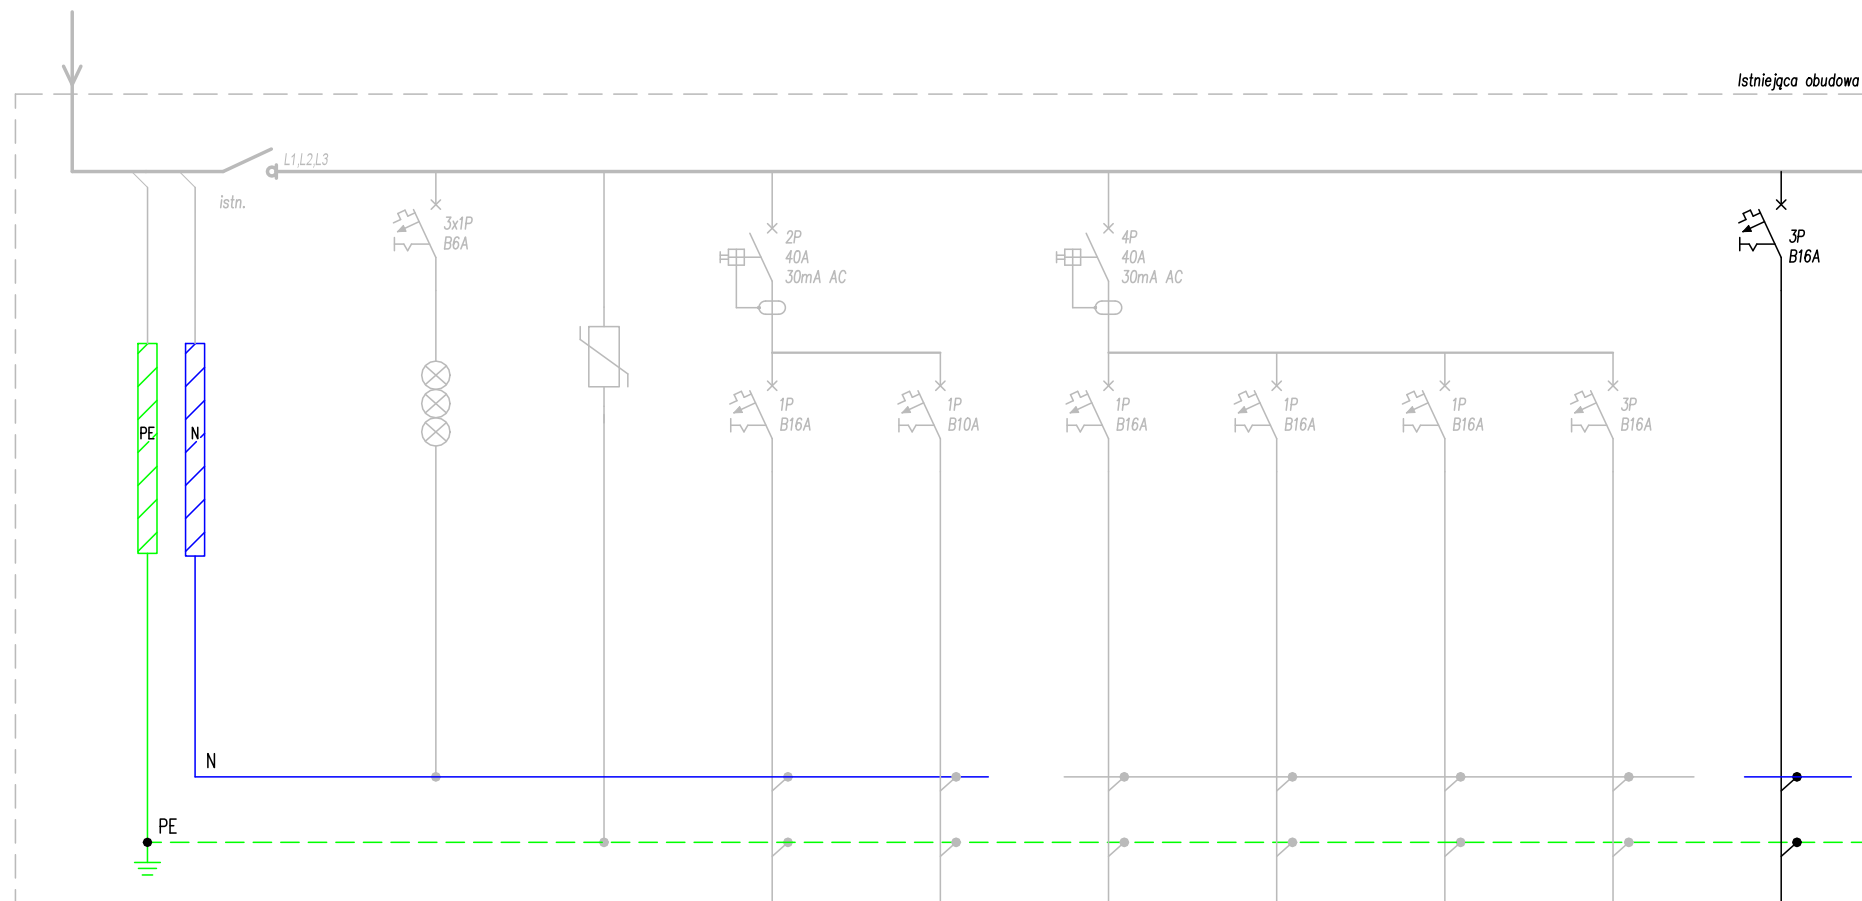 Istniejąca obudowa
L1,L2,L3
istn.
3x1P
B6A
2P
40A
30mA AC
4P
40A
30mA AC
3P
B16A
1P
B16A
1P
B10A
1P
B16A
1P
B16A
1P
B16A
3P
B16A
PE
N
N
PE